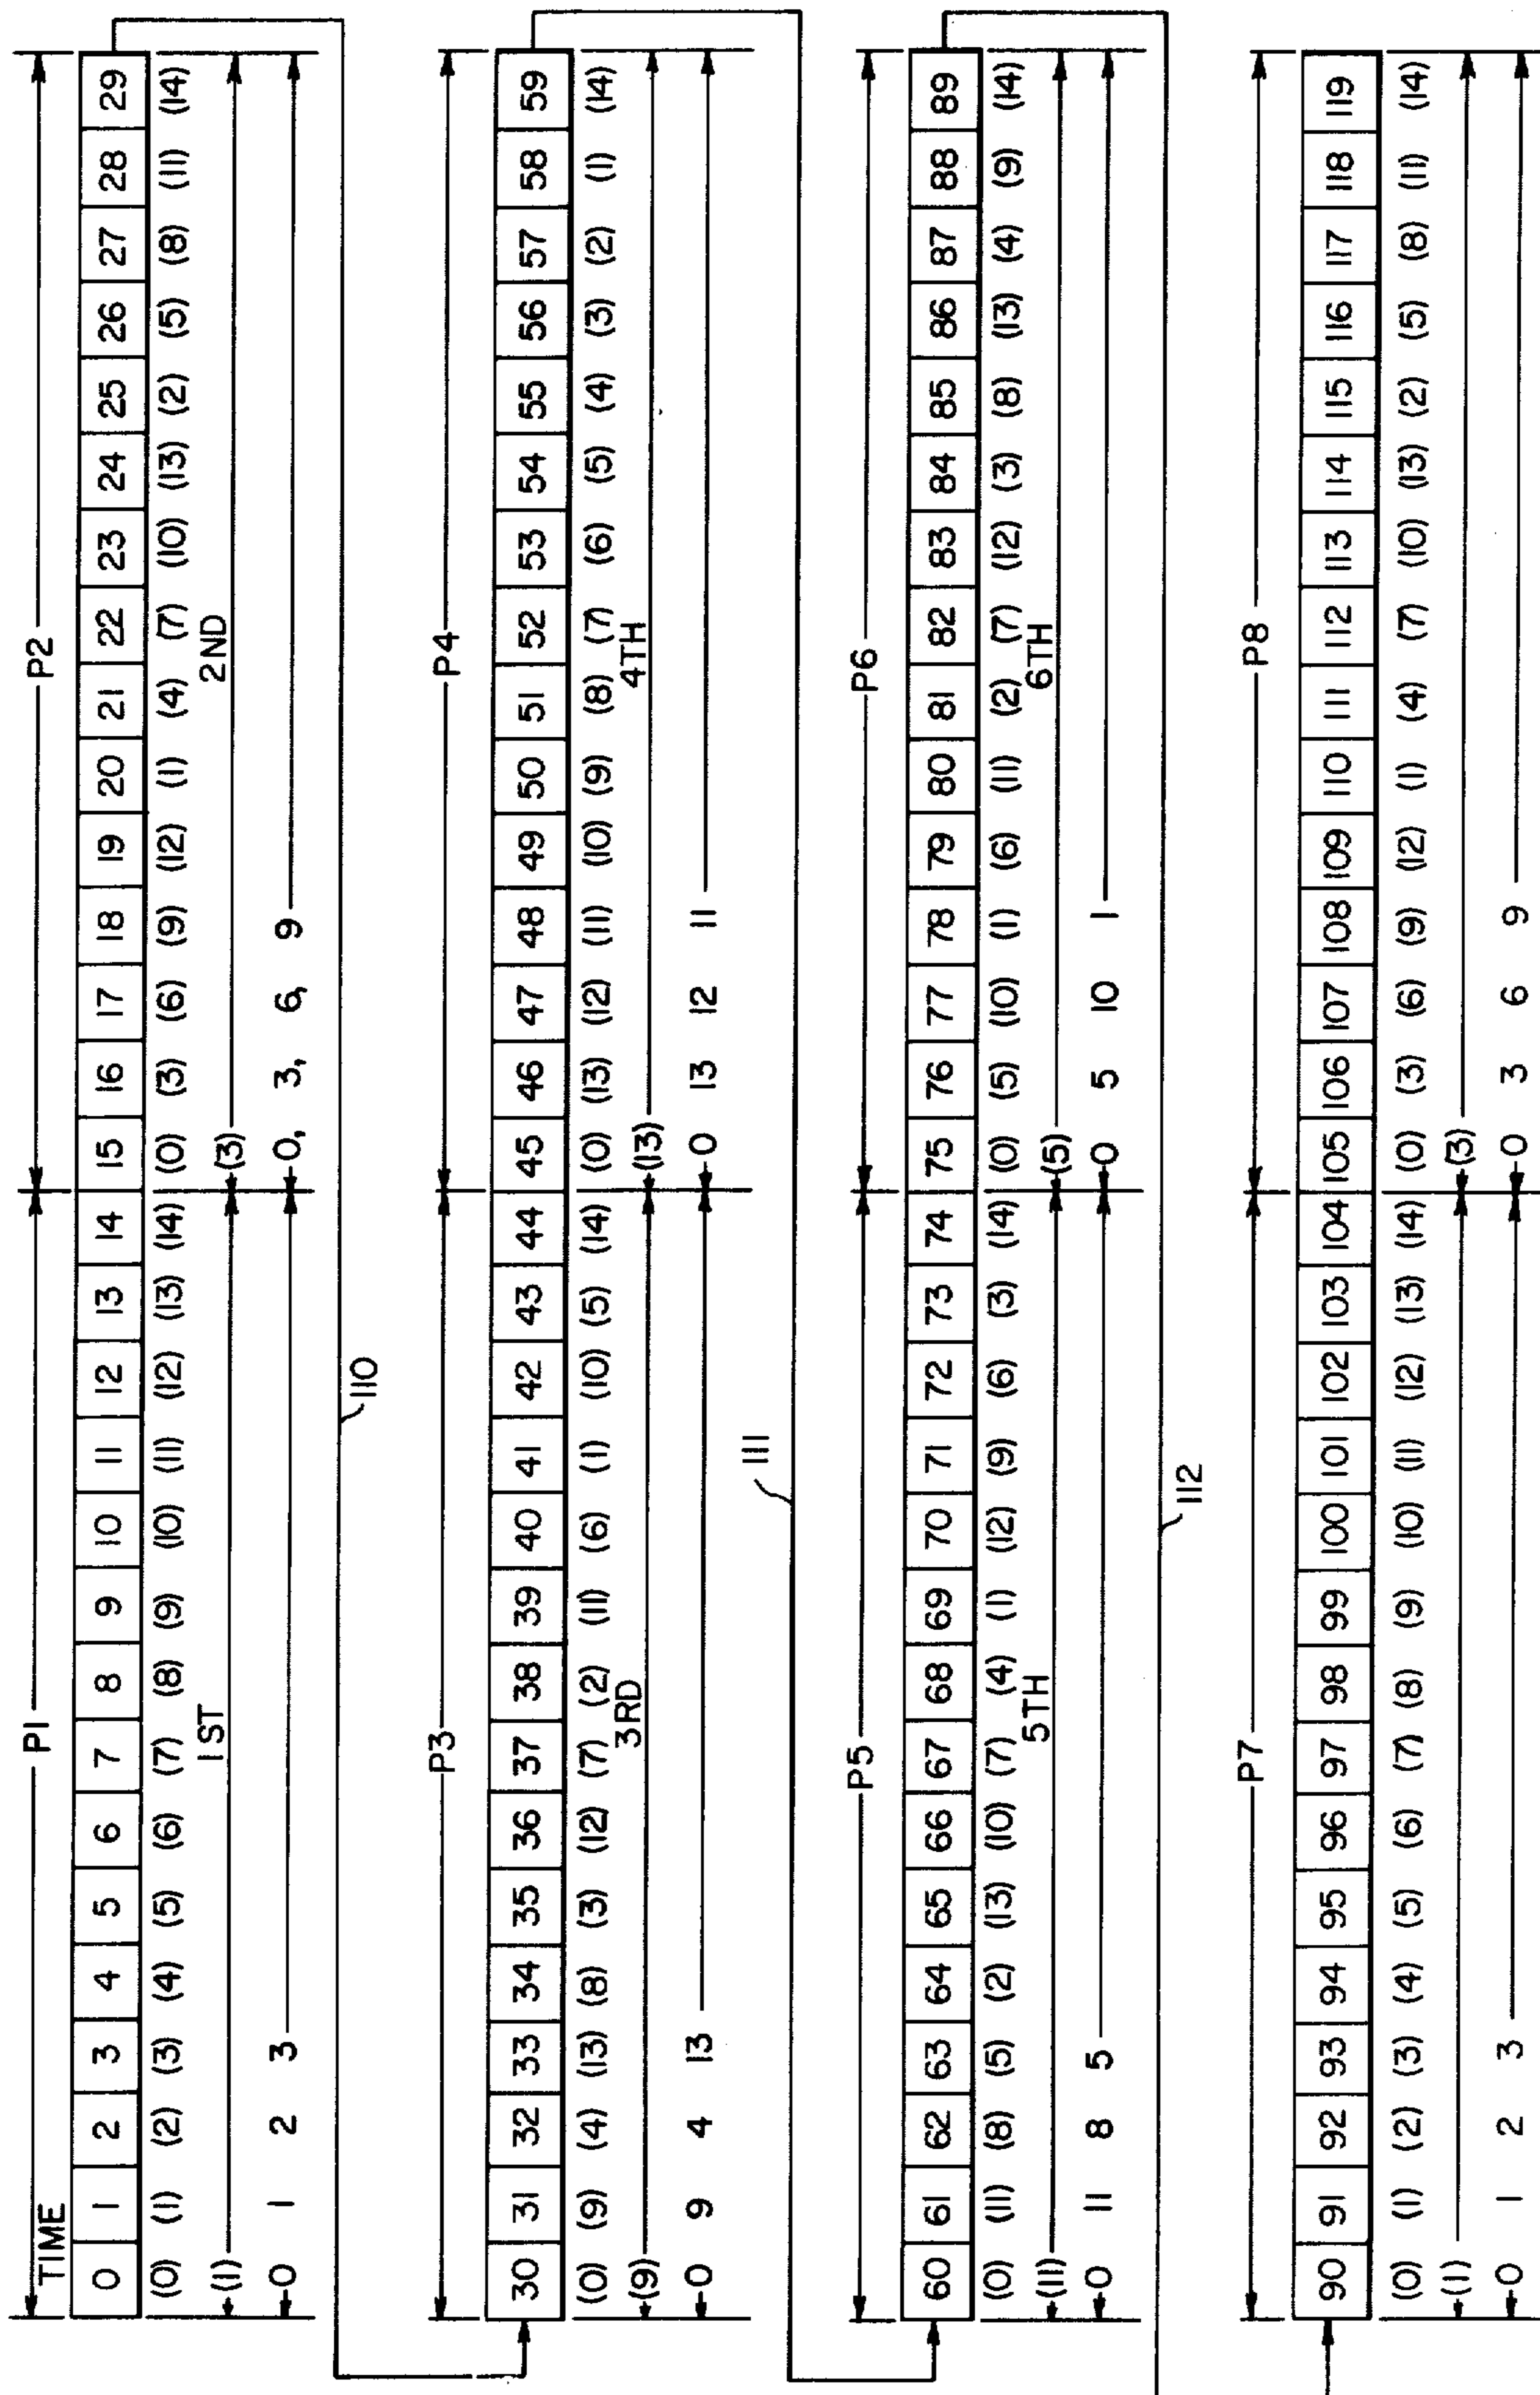 P1 P2
TIME
0 1 2 3 4 5 6 7 8 9 10 11 12 13 14 15 16 17 18 19 20 21 22 23 24 25 26 27 28 29
(0) (1) (2) (3) (4) (5) (6) (7) (8) (9) (10) (11) (12) (13) (14) (0) (3) (6) (9) (12) (1) (4) (7) (10) (13) (2) (5) (8) (11) (14)
1ST 2ND
(1) (3)
0 1 2 3 0, 3, 6, 9
110
P3 P4
30 31 32 33 34 35 36 37 38 39 40 41 42 43 44 45 46 47 48 49 50 51 52 53 54 55 56 57 58 59
(0) (9) (4) (13) (8) (3) (12) (7) (2) (11) (6) (1) (10) (5) (14) (0) (13) (12) (11) (10) (9) (8) (7) (6) (5) (4) (3) (2) (1) (14)
3RD 4TH
(9) (13)
0 9 4 13 0 13 12 11
111
P5 P6
60 61 62 63 64 65 66 67 68 69 70 71 72 73 74 75 76 77 78 79 80 81 82 83 84 85 86 87 88 89
(0) (11) (8) (5) (2) (13) (10) (7) (4) (1) (12) (9) (6) (3) (14) (0) (5) (10) (1) (6) (11) (2) (7) (12) (3) (8) (13) (4) (9) (14)
5TH 6TH
(11) (5)
0 11 8 5 0 5 10 1
112
P7 P8
90 91 92 93 94 95 96 97 98 99 100 101 102 103 104 105 106 107 108 109 110 111 112 113 114 115 116 117 118 119
(0) (1) (2) (3) (4) (5) (6) (7) (8) (9) (10) (11) (12) (13) (14) (0) (3) (6) (9) (12) (1) (4) (7) (10) (13) (2) (5) (8) (11) (14)
(1) (3)
0 1 2 3 0 3 6 9